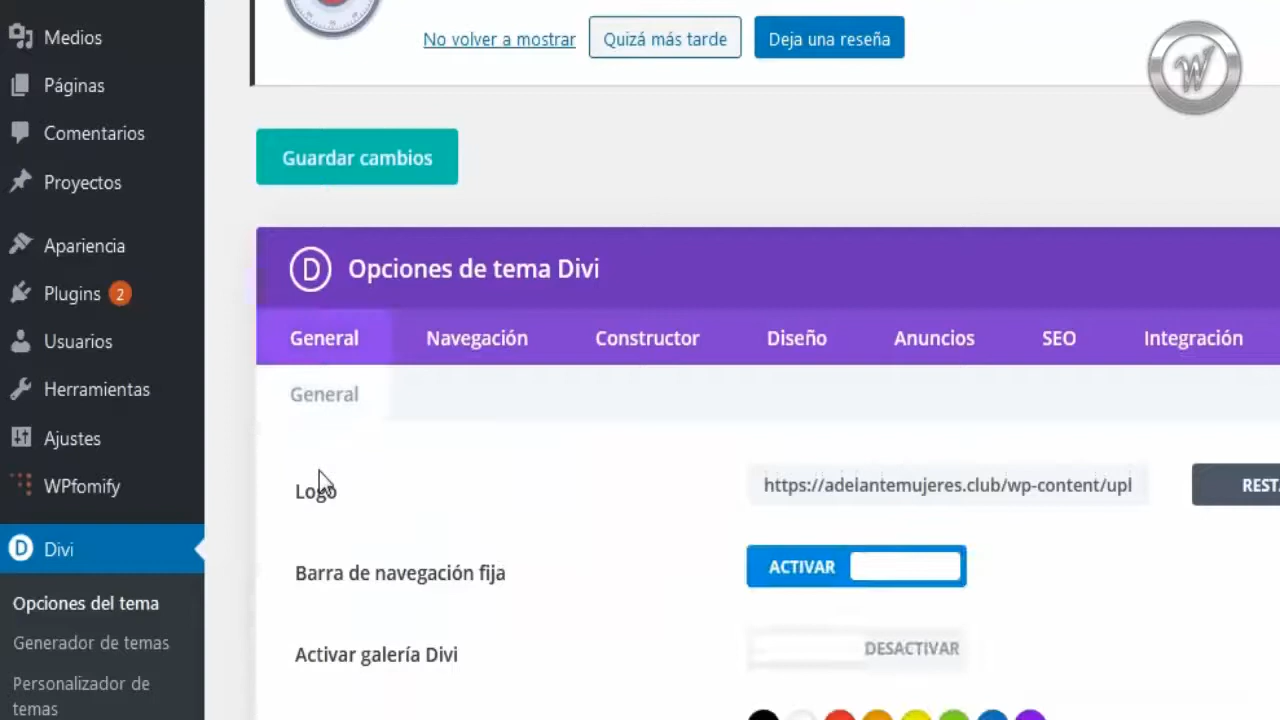 Medios
Páginas
Comentarios
Proyectos
Apariencia
Plugins 2
Usuarios
Herramientas
Ajustes
WPfomify
D Divi
Opciones del tema
Generador de temas
Personalizador de
temas
No volver a mostrar Quizá más tarde Deja una reseña
W
Guardar cambios
D Opciones de tema Divi
General Navegación Constructor Diseño Anuncios SEO Integración
General
Logo https://adelantemujeres.club/wp-content/upl REST
Barra de navegación fija ACTIVAR
Activar galería Divi DESACTIVAR